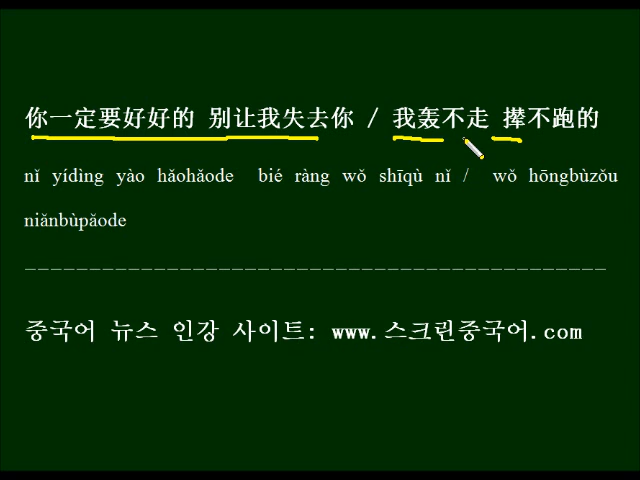 你一定要好好的 别让我失去你 / 我轰不走 撵不跑的
nǐ yídìng yào hǎohǎode bié ràng wǒ shīqù nǐ / wǒ hōngbùzǒu
niǎnbùpǎode
중국어 뉴스 인강 사이트: www.스크린중국어.com